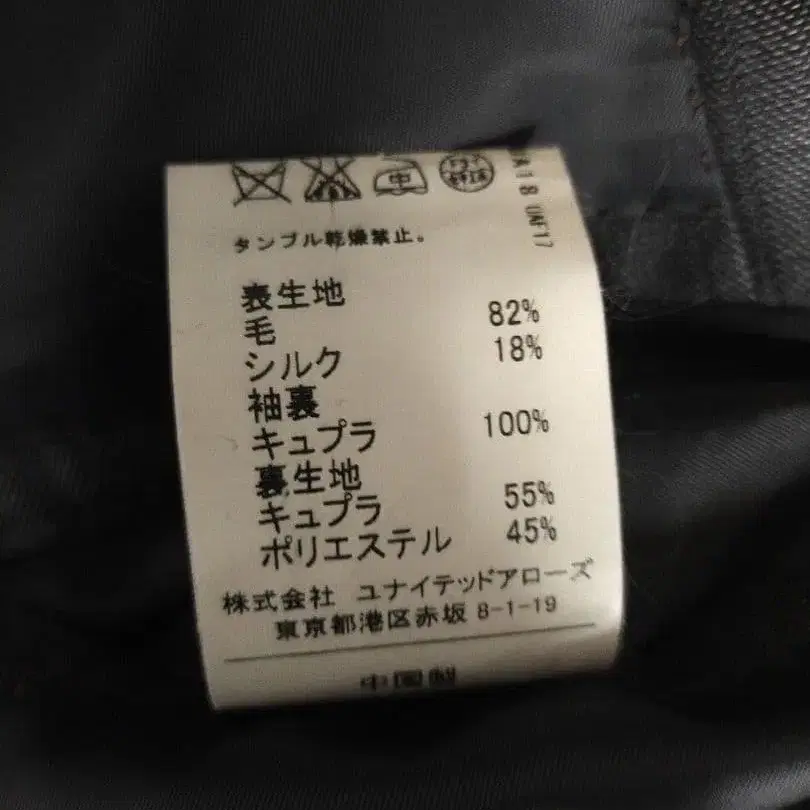 中
タンブル乾燥禁止。
表生地
毛 82%
シルク 18%
袖裏
キュプラ 100%
裏生地
キュプラ 55%
ポリエステル 45%
株式会社 ユナイテッドアローズ
東京都港区赤坂 8-1-19
中国製
A18 UAF17